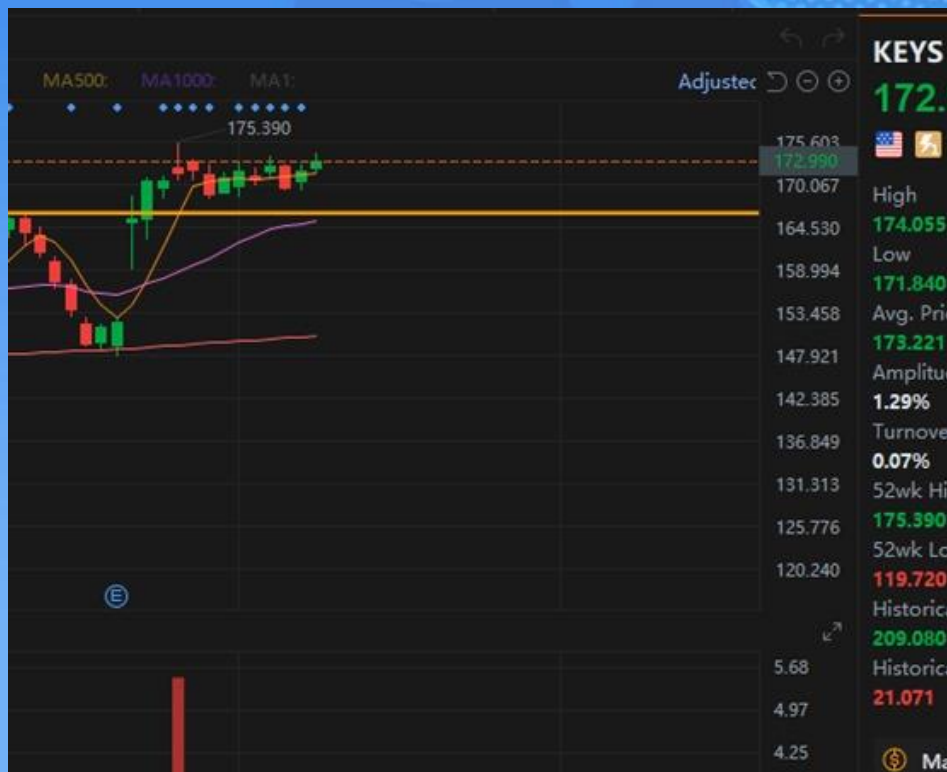 KEYS
MA500: MA1000: MA1:
Adjusted
172.
175.390
175.603
172.990
170.067
164.530
158.994
153.458
147.921
142.385
136.849
131.313
125.776
120.240
E
5.68
4.97
4.25
High
174.055
Low
171.840
Avg. Pri
173.221
Amplitu
1.29%
Turnove
0.07%
52wk Hi
175.390
52wk Lo
119.720
Historica
209.080
Historica
21.071
$ Ma